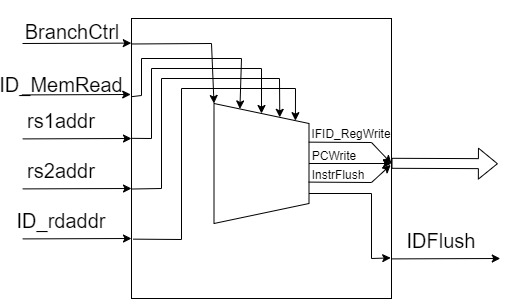 BranchCtrl
ID_MemRead
rs1addr
rs2addr
ID_rdaddr
IFID_RegWrite
PCWrite
InstrFlush
IDFlush